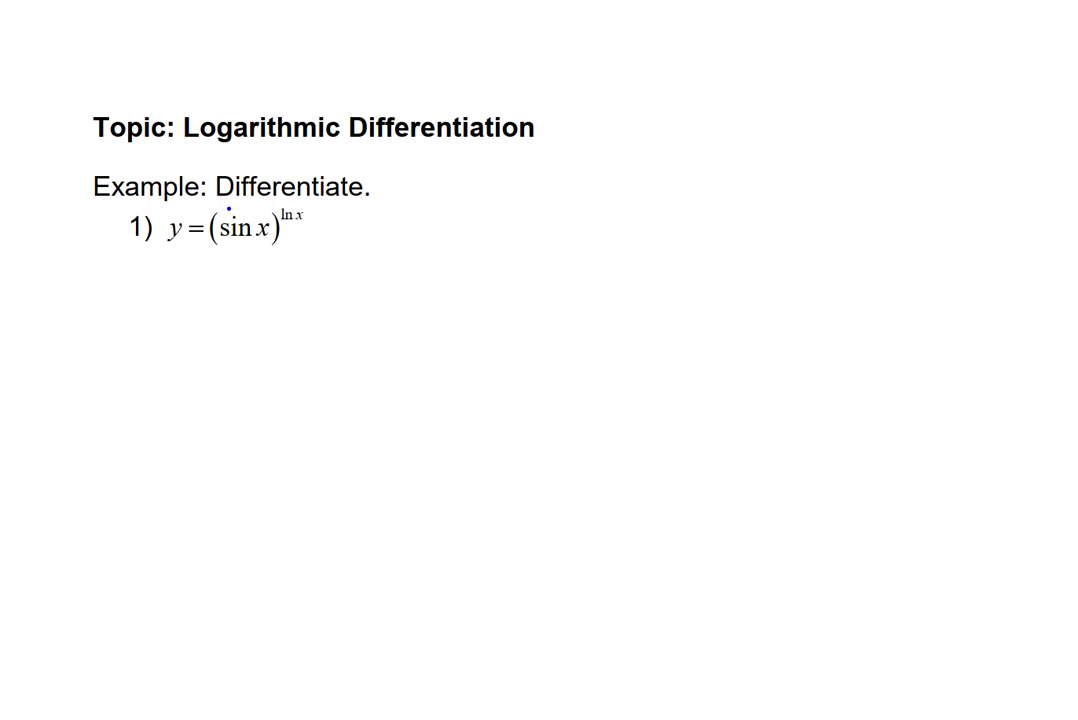 Topic: Logarithmic Differentiation
Example: Differentiate.
1) y = (sin x)^{ln x}